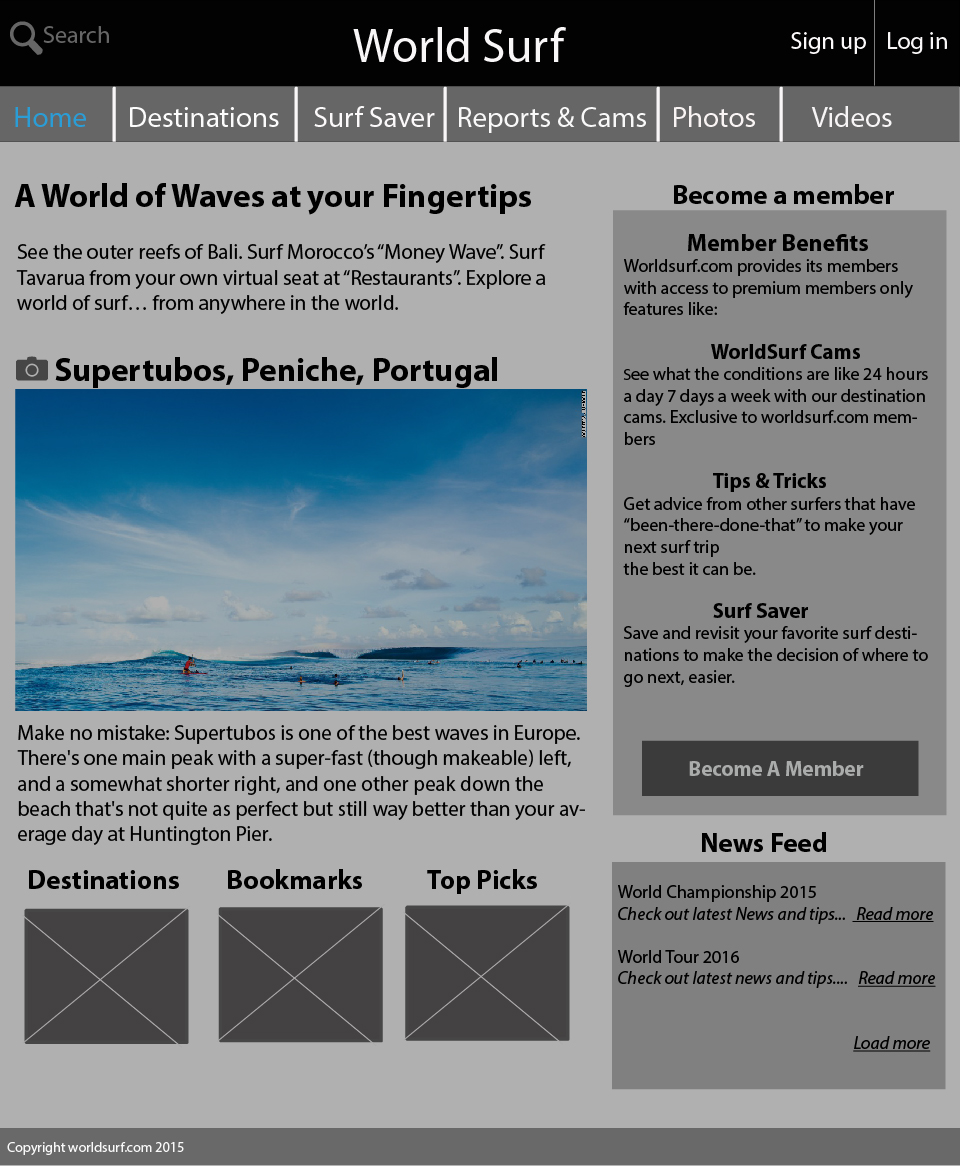 Search
World Surf
Sign up
Log in
Home
Destinations
Surf Saver
Reports & Cams
Photos
Videos
A World of Waves at your Fingertips
See the outer reefs of Bali. Surf Morocco’s “Money Wave”. Surf
Tavarua from your own virtual seat at “Restaurants”. Explore a
world of surf… from anywhere in the world.
Supertubos, Peniche, Portugal
Make no mistake: Supertubos is one of the best waves in Europe.
There's one main peak with a super-fast (though makeable) left,
and a somewhat shorter right, and one other peak down the
beach that's not quite as perfect but still way better than your av-
erage day at Huntington Pier.
Destinations
Bookmarks
Top Picks
Become a member
Member Benefits
Worldsurf.com provides its members
with access to premium members only
features like:
WorldSurf Cams
See what the conditions are like 24 hours
a day 7 days a week with our destination
cams. Exclusive to worldsurf.com mem-
bers
Tips & Tricks
Get advice from other surfers that have
“been-there-done-that” to make your
next surf trip
the best it can be.
Surf Saver
Save and revisit your favorite surf desti-
nations to make the decision of where to
go next, easier.
Become A Member
News Feed
World Championship 2015
Check out latest News and tips... Read more
World Tour 2016
Check out latest news and tips.... Read more
Load more
Copyright worldsurf.com 2015